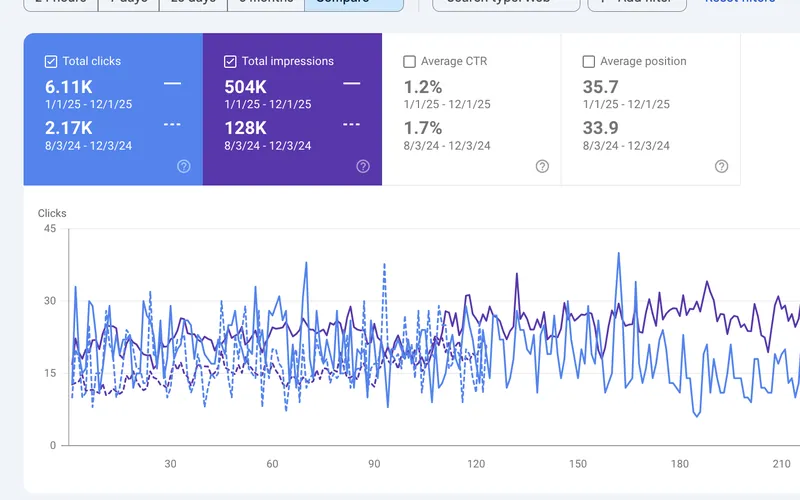 Compare
Reset filters
Total clicks
6.11K
1/1/25 - 12/1/25
2.17K
8/3/24 - 12/3/24
Total impressions
504K
1/1/25 - 12/1/25
128K
8/3/24 - 12/3/24
Average CTR
1.2%
1/1/25 - 12/1/25
1.7%
8/3/24 - 12/3/24
Average position
35.7
1/1/25 - 12/1/25
33.9
8/3/24 - 12/3/24
Clicks
45
30
15
0
30
60
90
120
150
180
210